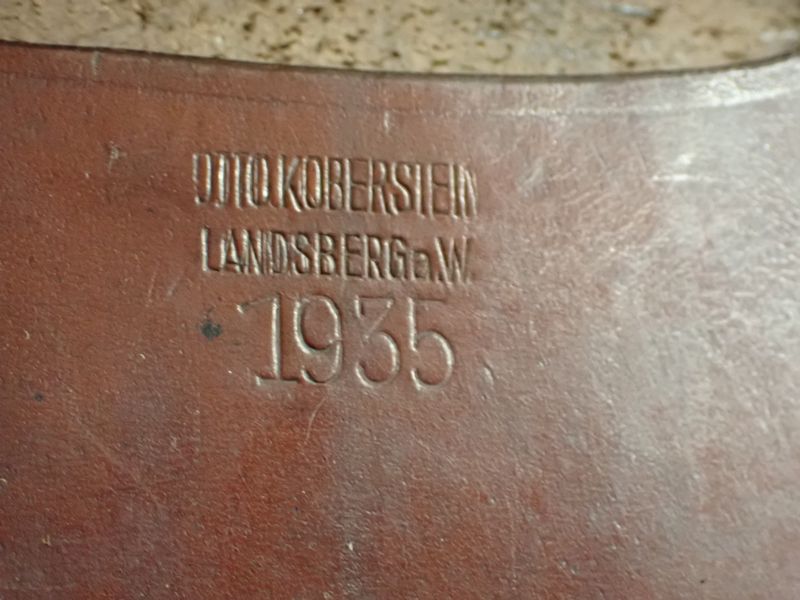 OTTO KOBERSTEIN
LANDSBERG a.W.
1935